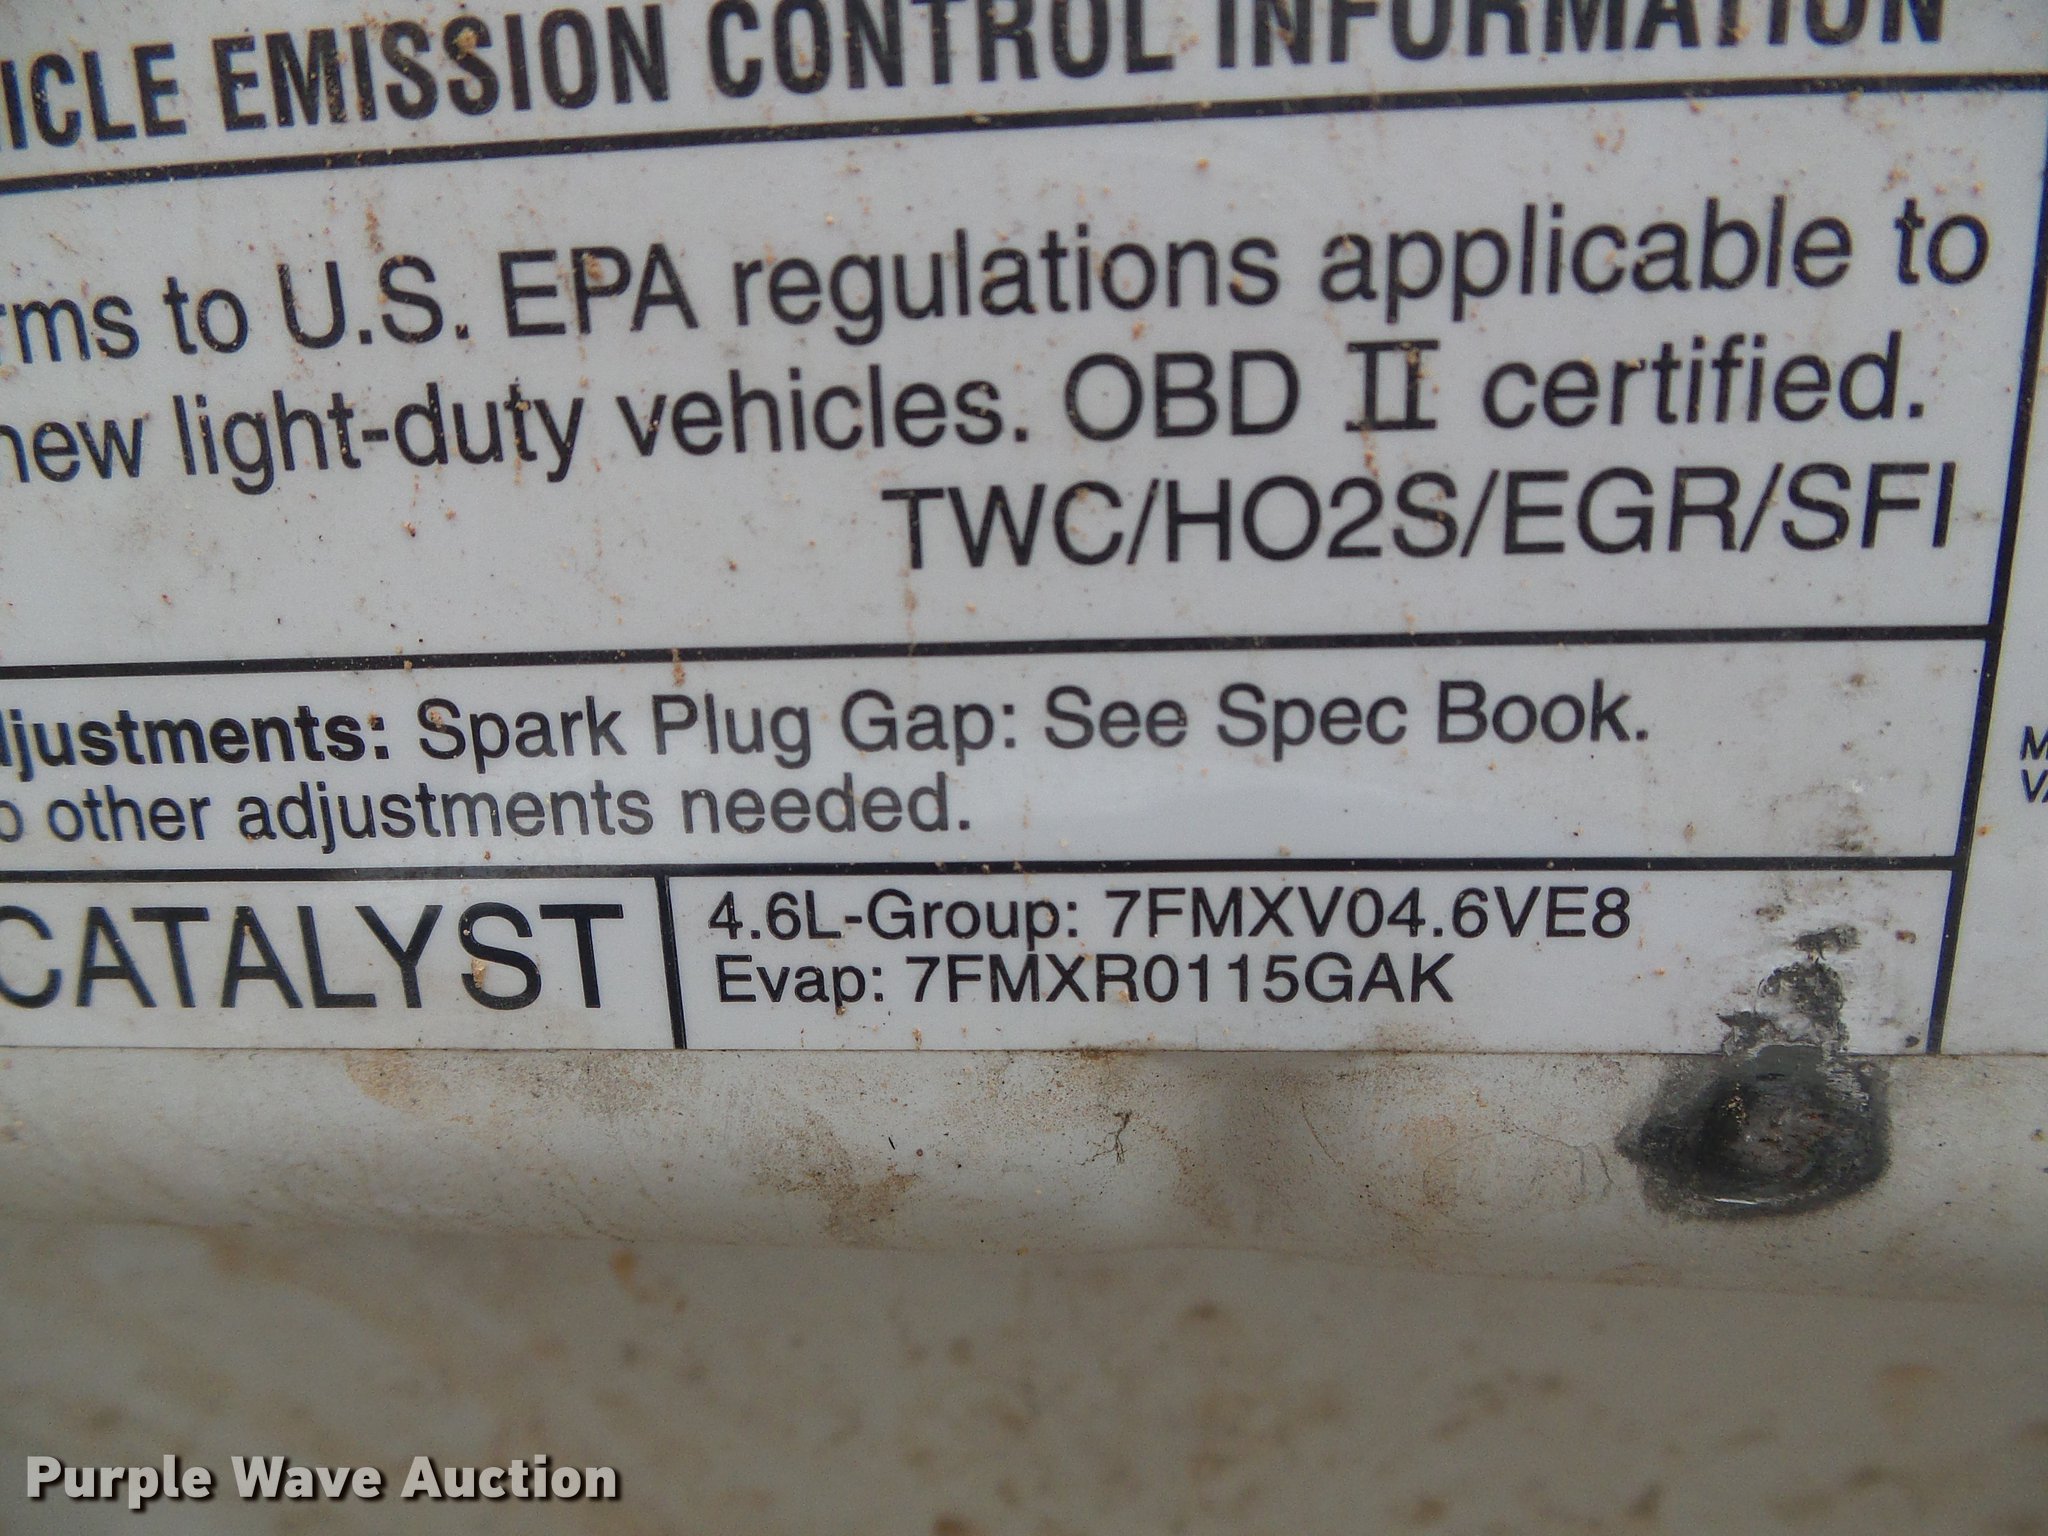 ICLE EMISSION CONTROL INFORMATION
rms to U.S. EPA regulations applicable to
new light-duty vehicles. OBD II certified.
TWC/HO2S/EGR/SFI
djustments: Spark Plug Gap: See Spec Book.
o other adjustments needed.
CATALYST
4.6L-Group: 7FMXV04.6VE8
Evap: 7FMXR0115GAK
M
VA
Purple Wave Auction